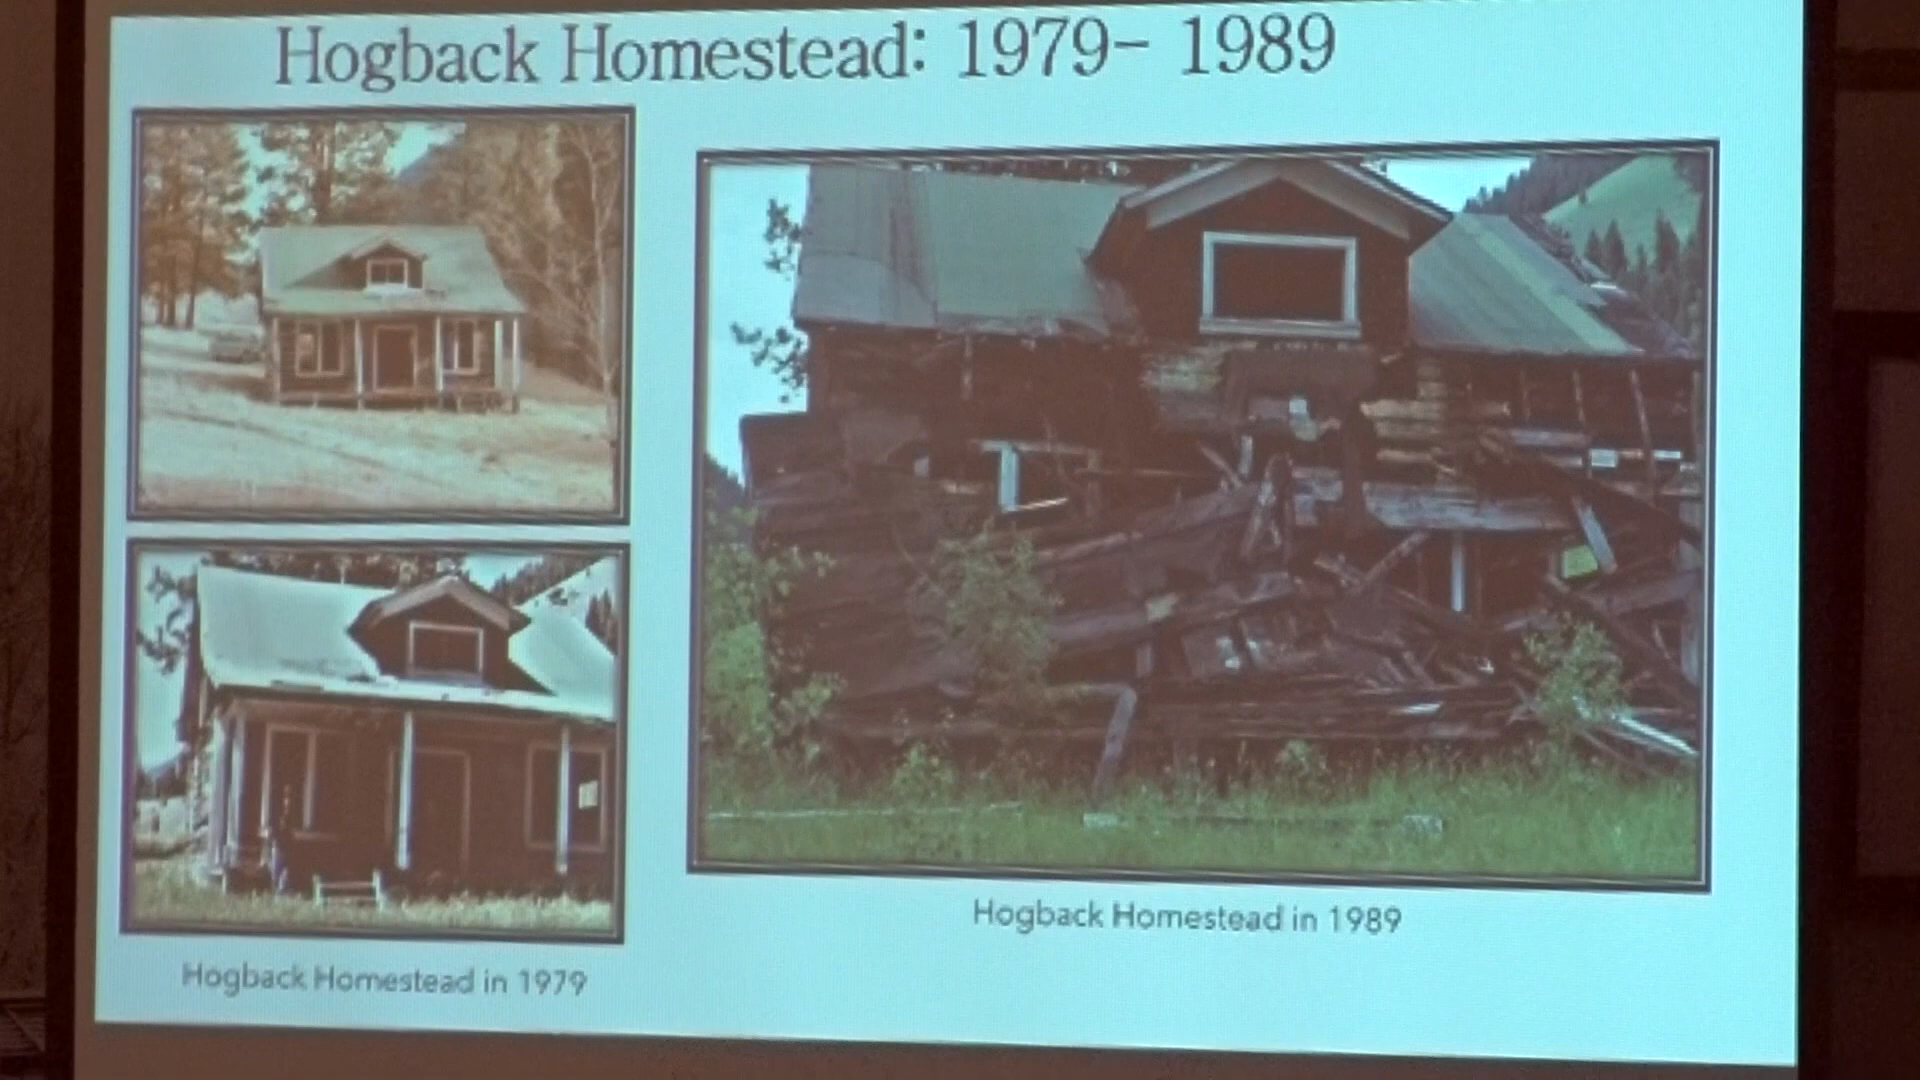 Hogback Homestead: 1979– 1989
Hogback Homestead in 1979
Hogback Homestead in 1989